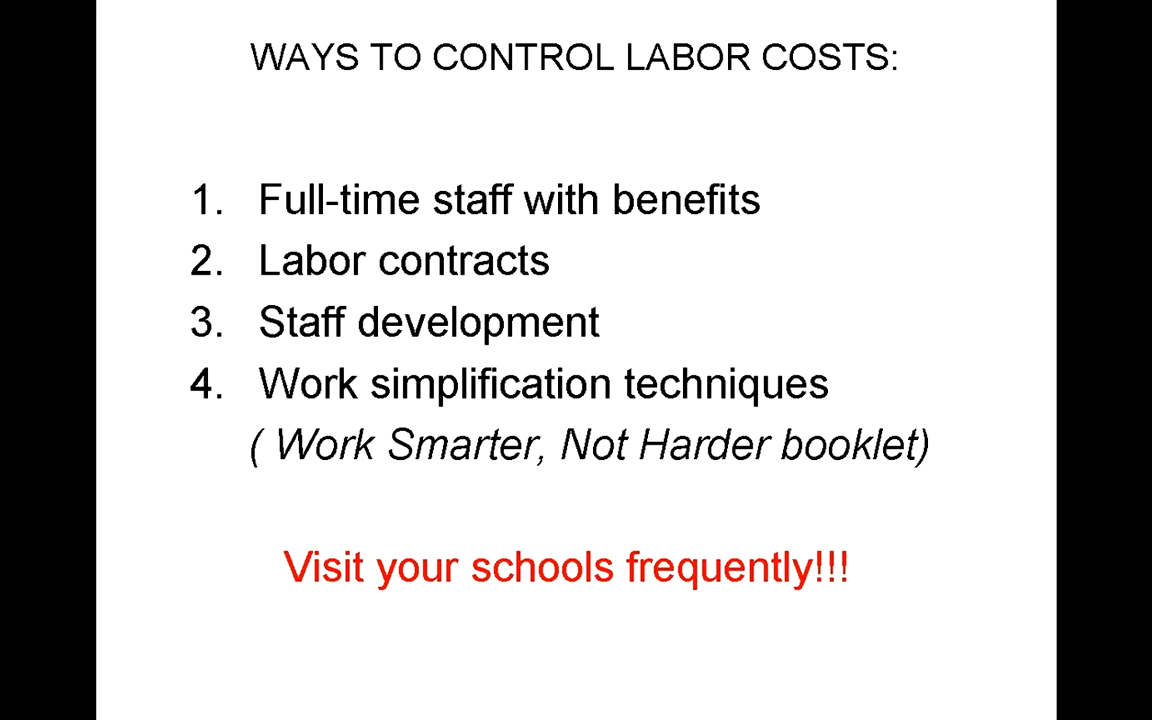 WAYS TO CONTROL LABOR COSTS:
1. Full-time staff with benefits
2. Labor contracts
3. Staff development
4. Work simplification techniques
( Work Smarter, Not Harder booklet)
Visit your schools frequently!!!